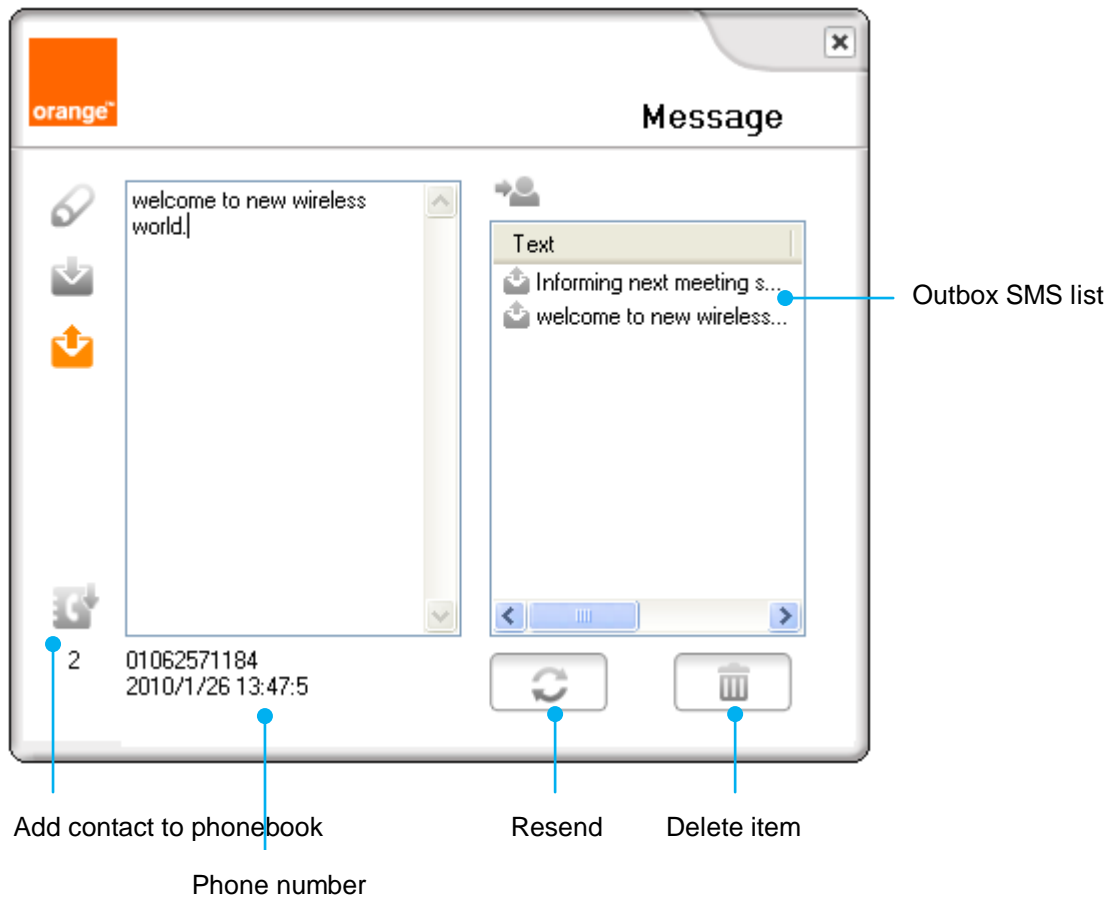 orange™
Message
welcome to new wireless
world.
Text
Informing next meeting s...
welcome to new wireless...
Outbox SMS list
2
01062571184
2010/1/26 13:47:5
Add contact to phonebook
Resend
Delete item
Phone number